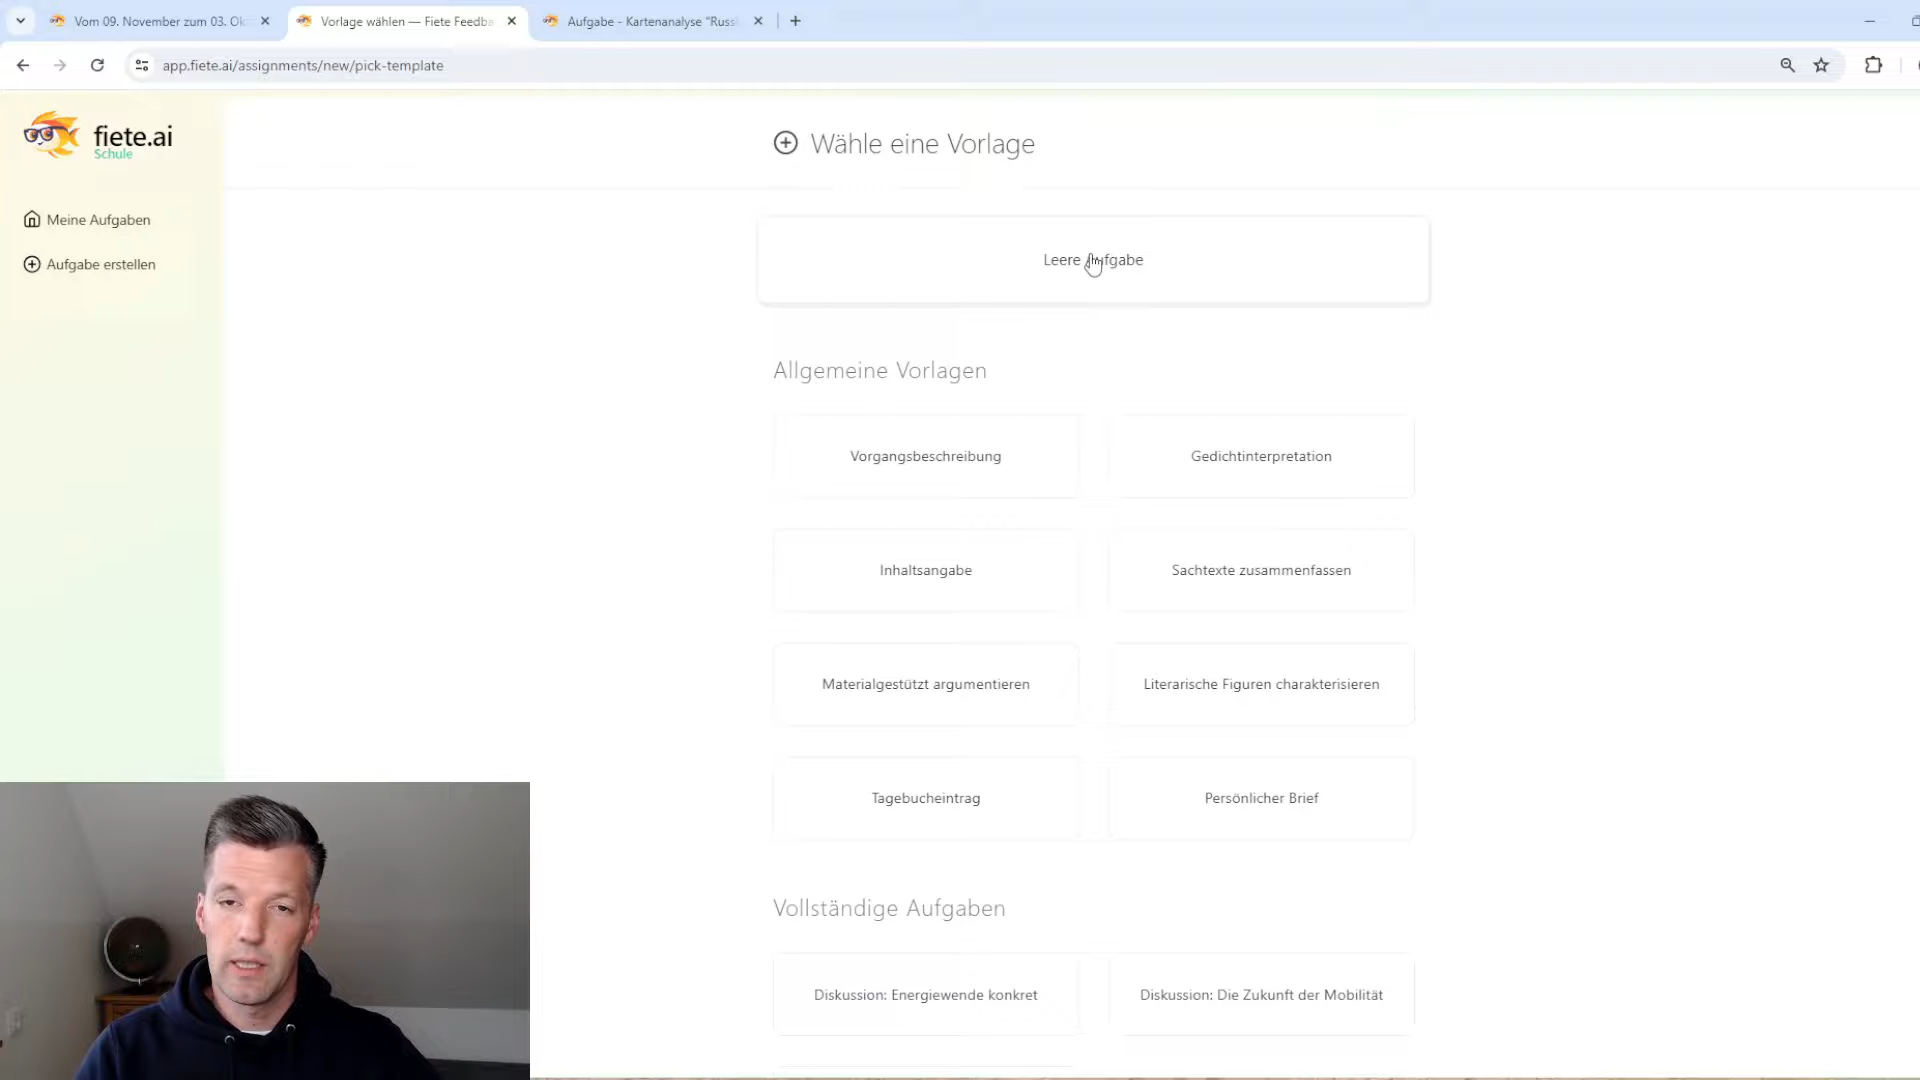 Vom 09. November zum 03. Ok
Vorlage wählen — Fiete Feedba
Aufgabe - Kartenanalyse "Russl
app.fiete.ai/assignments/new/pick-template
fiete.ai
Schule
Meine Aufgaben
Aufgabe erstellen
Wähle eine Vorlage
Leere Aufgabe
Allgemeine Vorlagen
Vorgangsbeschreibung
Gedichtinterpretation
Inhaltsangabe
Sachtexte zusammenfassen
Materialgestützt argumentieren
Literarische Figuren charakterisieren
Tagebucheintrag
Persönlicher Brief
Vollständige Aufgaben
Diskussion: Energiewende konkret
Diskussion: Die Zukunft der Mobilität